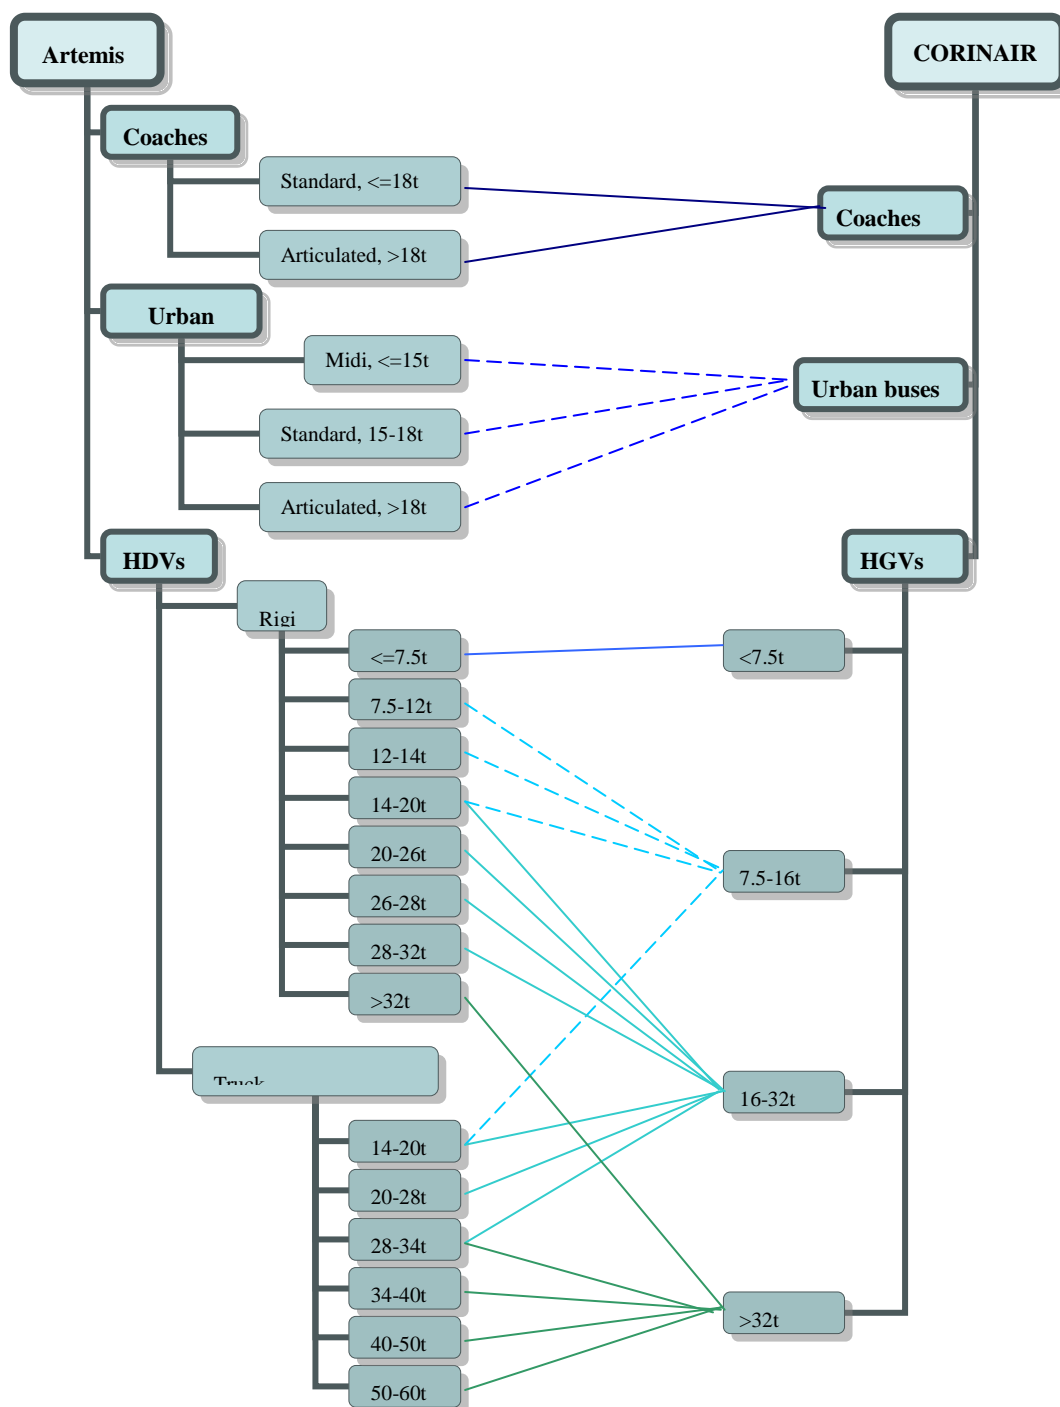 Artemis
CORINAIR
Coaches
Standard, <=18t
Coaches
Articulated, >18t
Urban
Midi, <=15t
Urban buses
Standard, 15-18t
Articulated, >18t
HDVs
HGVs
Rigi
<=7.5t
<7.5t
7.5-12t
12-14t
14-20t
20-26t
7.5-16t
26-28t
28-32t
>32t
Truck
16-32t
14-20t
20-28t
28-34t
34-40t
>32t
40-50t
50-60t